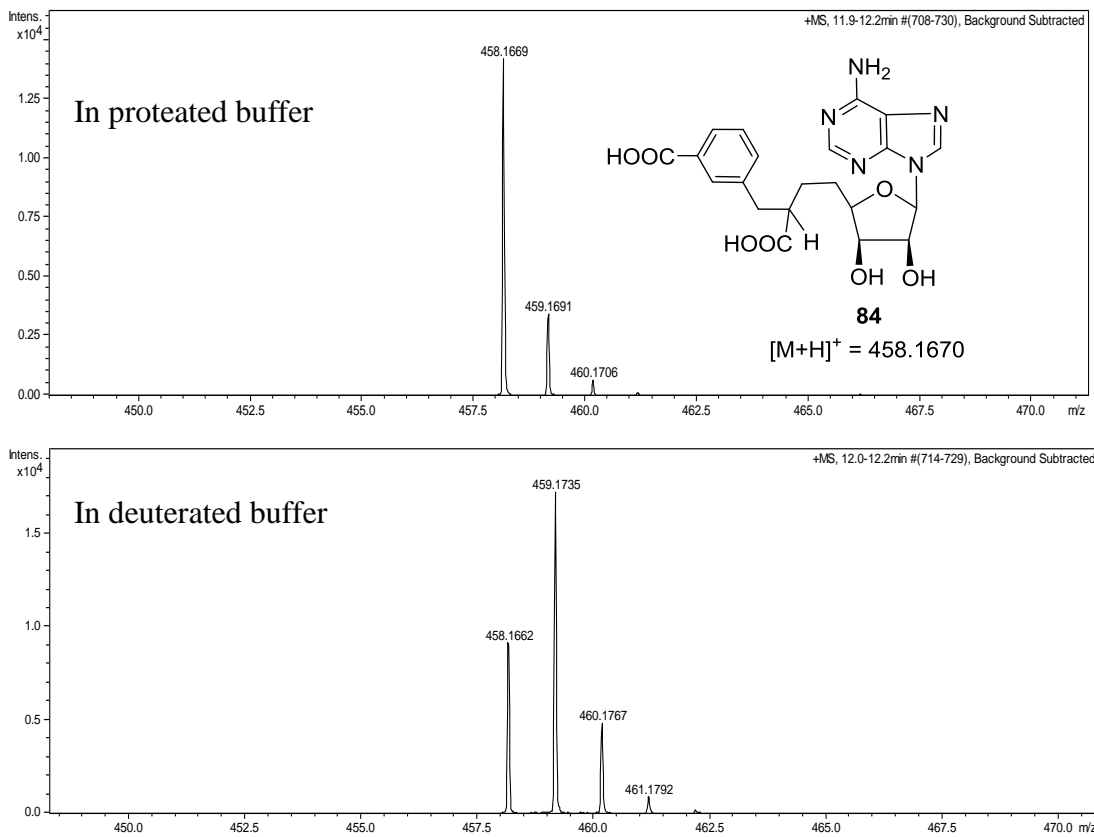 Intens.
x10⁴
+MS, 11.9-12.2min #(708-730), Background Subtracted
458.1669
In proteated buffer
NH₂
N
N
N
N
HOOC
O
HOOC
H
OH
OH
84
[M+H]⁺ = 458.1670
1.25
1.00
0.75
0.50
0.25
0.00
459.1691
460.1706
450.0
452.5
455.0
457.5
460.0
462.5
465.0
467.5
470.0
m/z
Intens.
x10⁴
+MS, 12.0-12.2min #(714-729), Background Subtracted
459.1735
In deuterated buffer
1.5
1.0
0.5
0.0
458.1662
460.1767
461.1792
450.0
452.5
455.0
457.5
460.0
462.5
465.0
467.5
470.0
m/z